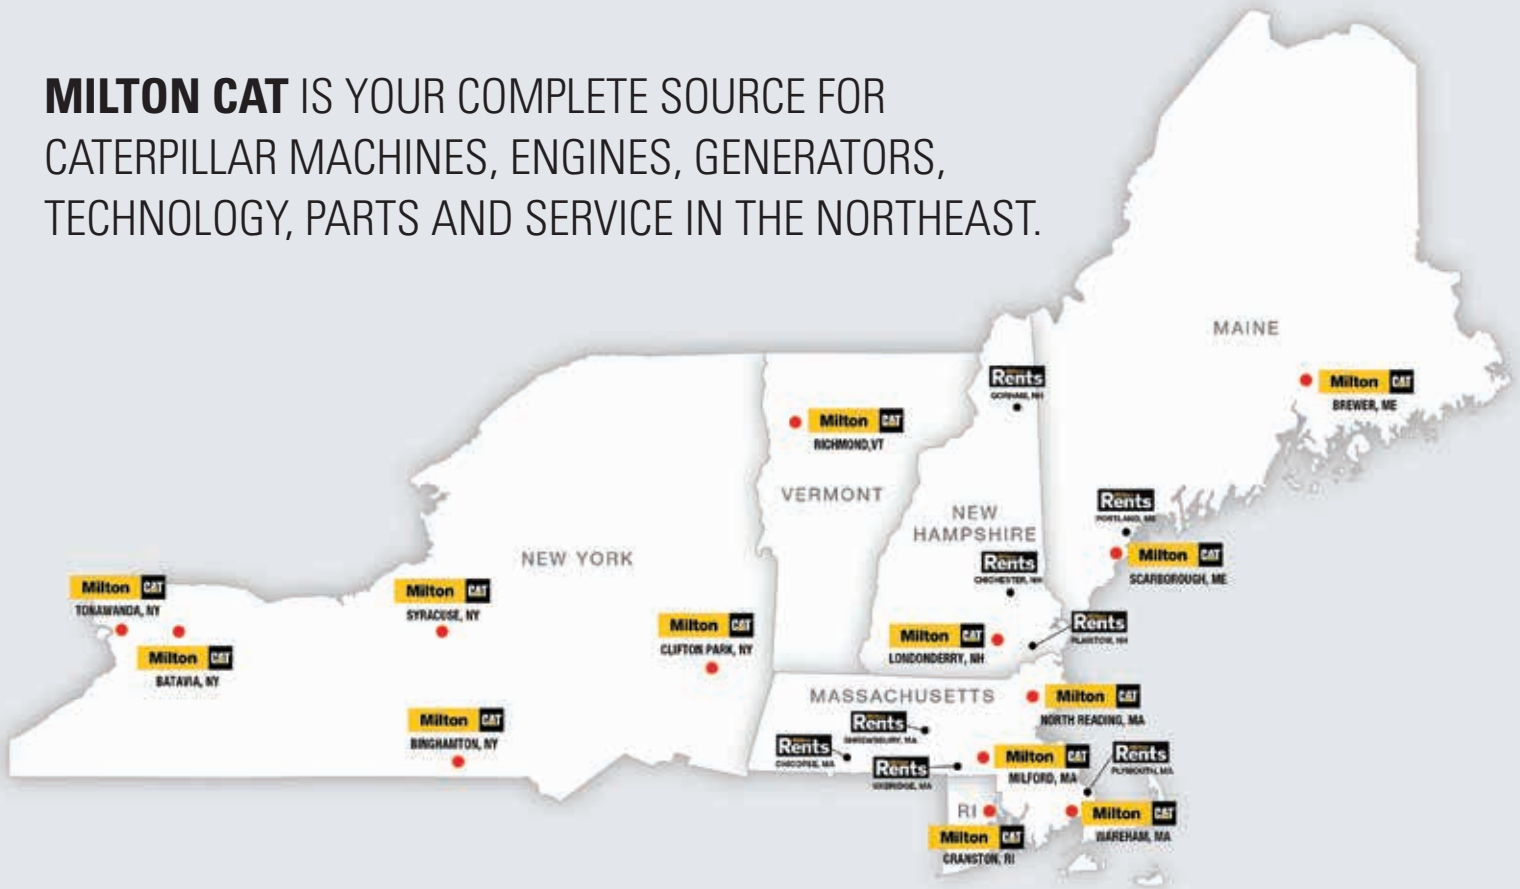 MILTON CAT IS YOUR COMPLETE SOURCE FOR
CATERPILLAR MACHINES, ENGINES, GENERATORS,
TECHNOLOGY, PARTS AND SERVICE IN THE NORTHEAST.
MAINE
Rents
GORHAM, NH
Milton CAT
BREWER, ME
Milton CAT
RICHMOND, VT
VERMONT
NEW
HAMPSHIRE
Rents
PORTLAND, ME
NEW YORK
Rents
CHICHESTER, NH
Milton CAT
SCARBOROUGH, ME
Milton CAT
TONAWANDA, NY
Milton CAT
SYRACUSE, NY
Milton CAT
CLIFTON PARK, NY
Milton CAT
LONDONDERRY, NH
Rents
PLAISTOW, NH
Milton CAT
BATAVIA, NY
MASSACHUSETTS
Milton CAT
NORTH READING, MA
Milton CAT
BINGHAMTON, NY
Rents
SHREWSBURY, MA
Rents
CHICOPEE, MA
Rents
UXBRIDGE, MA
Milton CAT
MILFORD, MA
Rents
PLYMOUTH, MA
RI
Milton CAT
WAREHAM, MA
Milton CAT
CRANSTON, RI